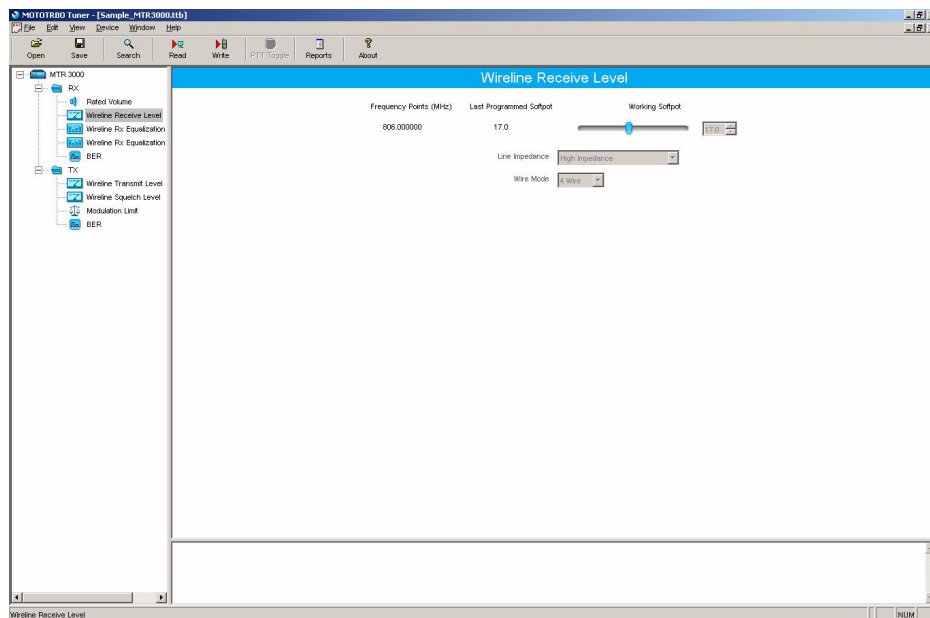 MOTOTRBO Tuner - [Sample_MTR3000.ttb]
File Edit View Device Window Help
Open Save Search Read Write PTT Toggle Reports About
MTR 3000
RX
Rated Volume
Wireline Receive Level
Wireline Rx Equalization
Wireline Rx Equalization
BER
TX
Wireline Transmit Level
Wireline Squelch Level
Modulation Limit
BER
Wireline Receive Level
Frequency Points (MHz) Last Programmed Softpot Working Softpot
806.000000 17.0 17.0
Line Impedance High Impedance
Wire Mode 4 Wire
Wireline Receive Level NUM